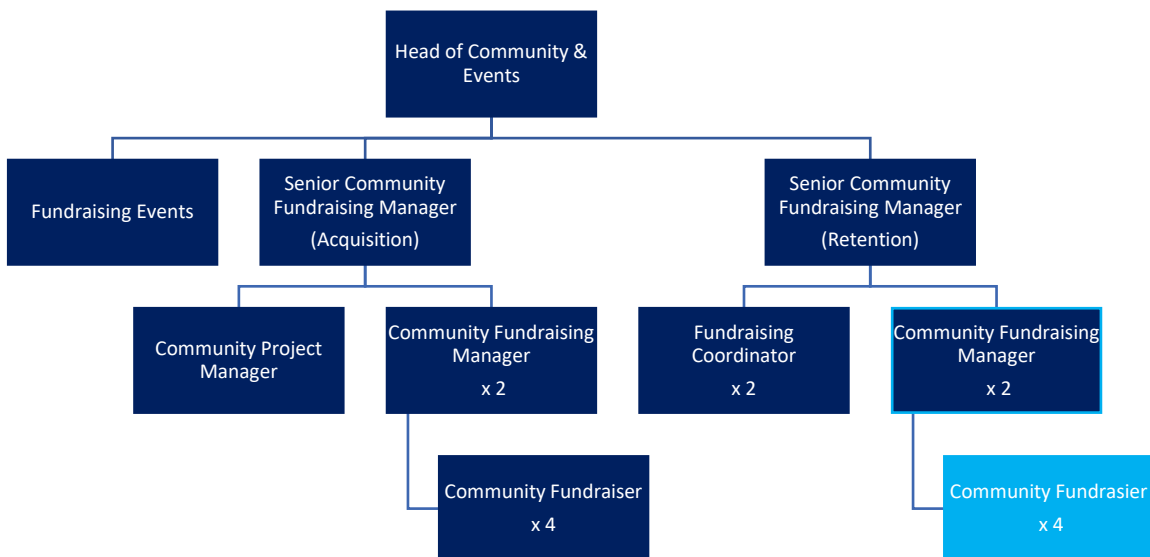 Head of Community &
Events
Fundraising Events
Senior Community
Fundraising Manager
(Acquisition)
Senior Community
Fundraising Manager
(Retention)
Community Project
Manager
Community Fundraising
Manager
x 2
Fundraising
Coordinator
x 2
Community Fundraising
Manager
x 2
Community Fundraiser
x 4
Community Fundrasier
x 4